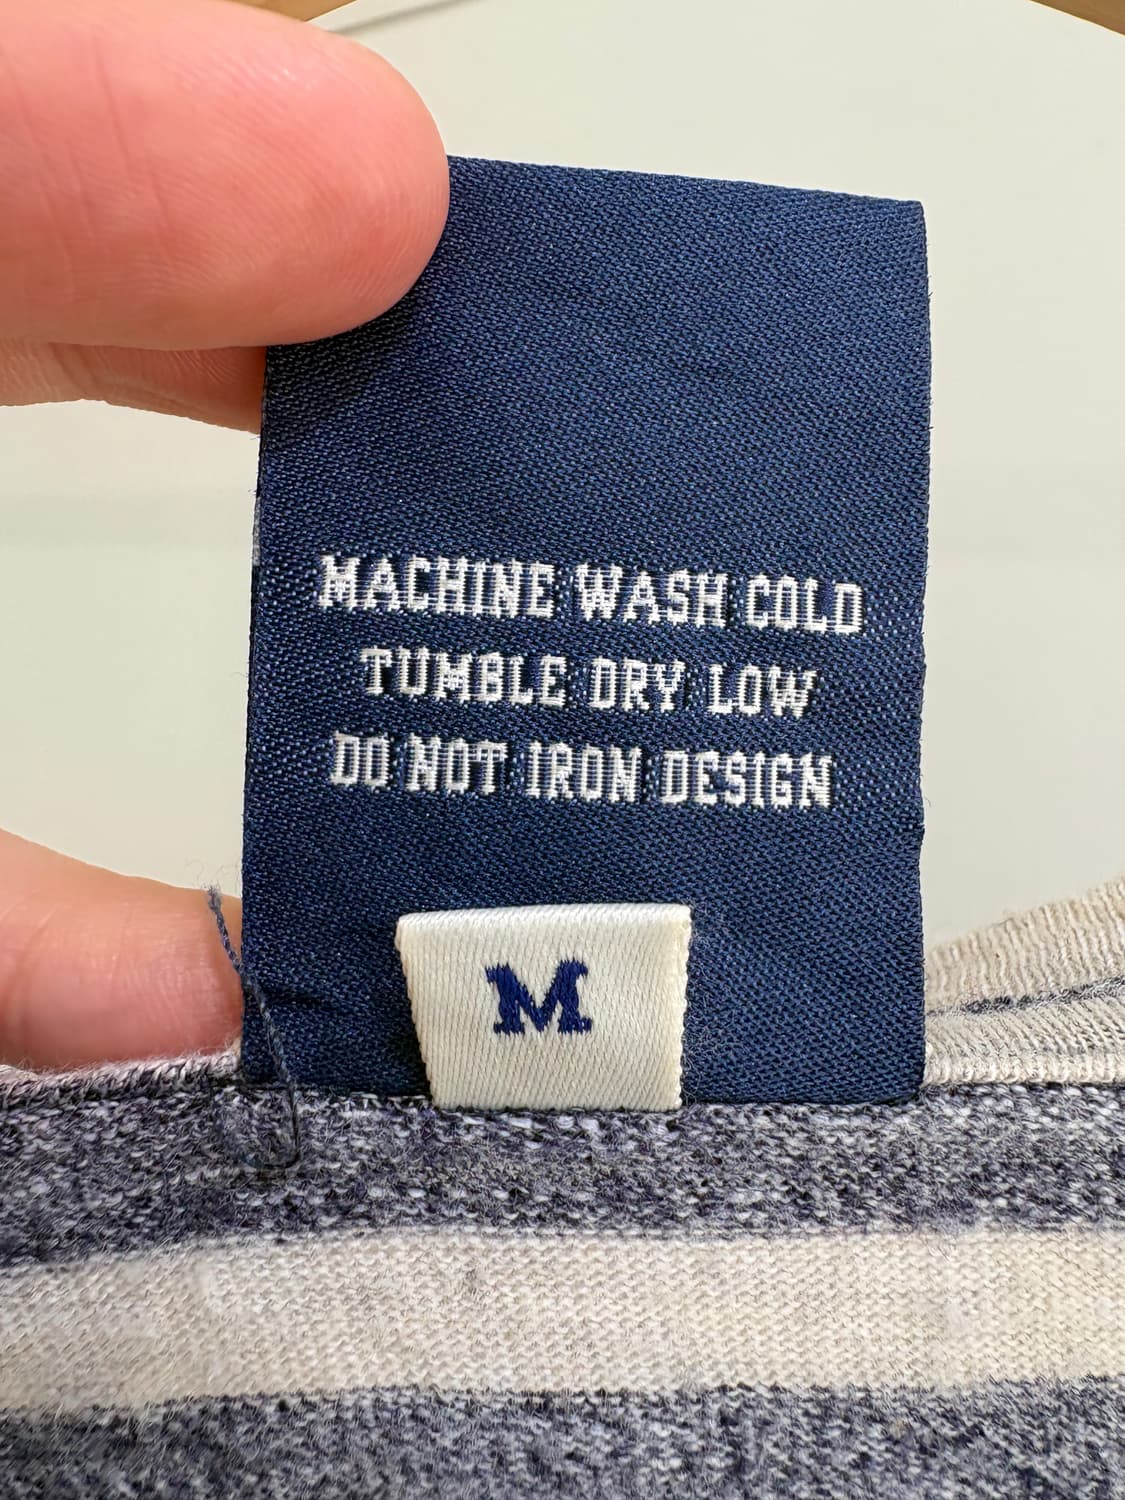 MACHINE WASH COLD
TUMBLE DRY LOW
DO NOT IRON DESIGN
M